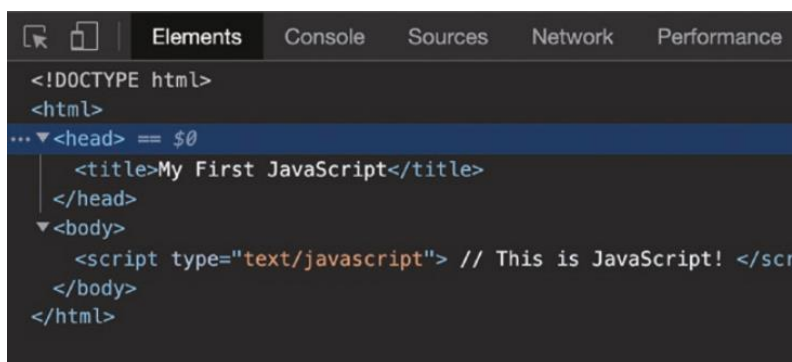 Elements Console Sources Network Performance
<!DOCTYPE html>
<html>
... ▼<head> == $0
<title>My First JavaScript</title>
</head>
▼<body>
<script type="text/javascript"> // This is JavaScript! </scr
</body>
</html>